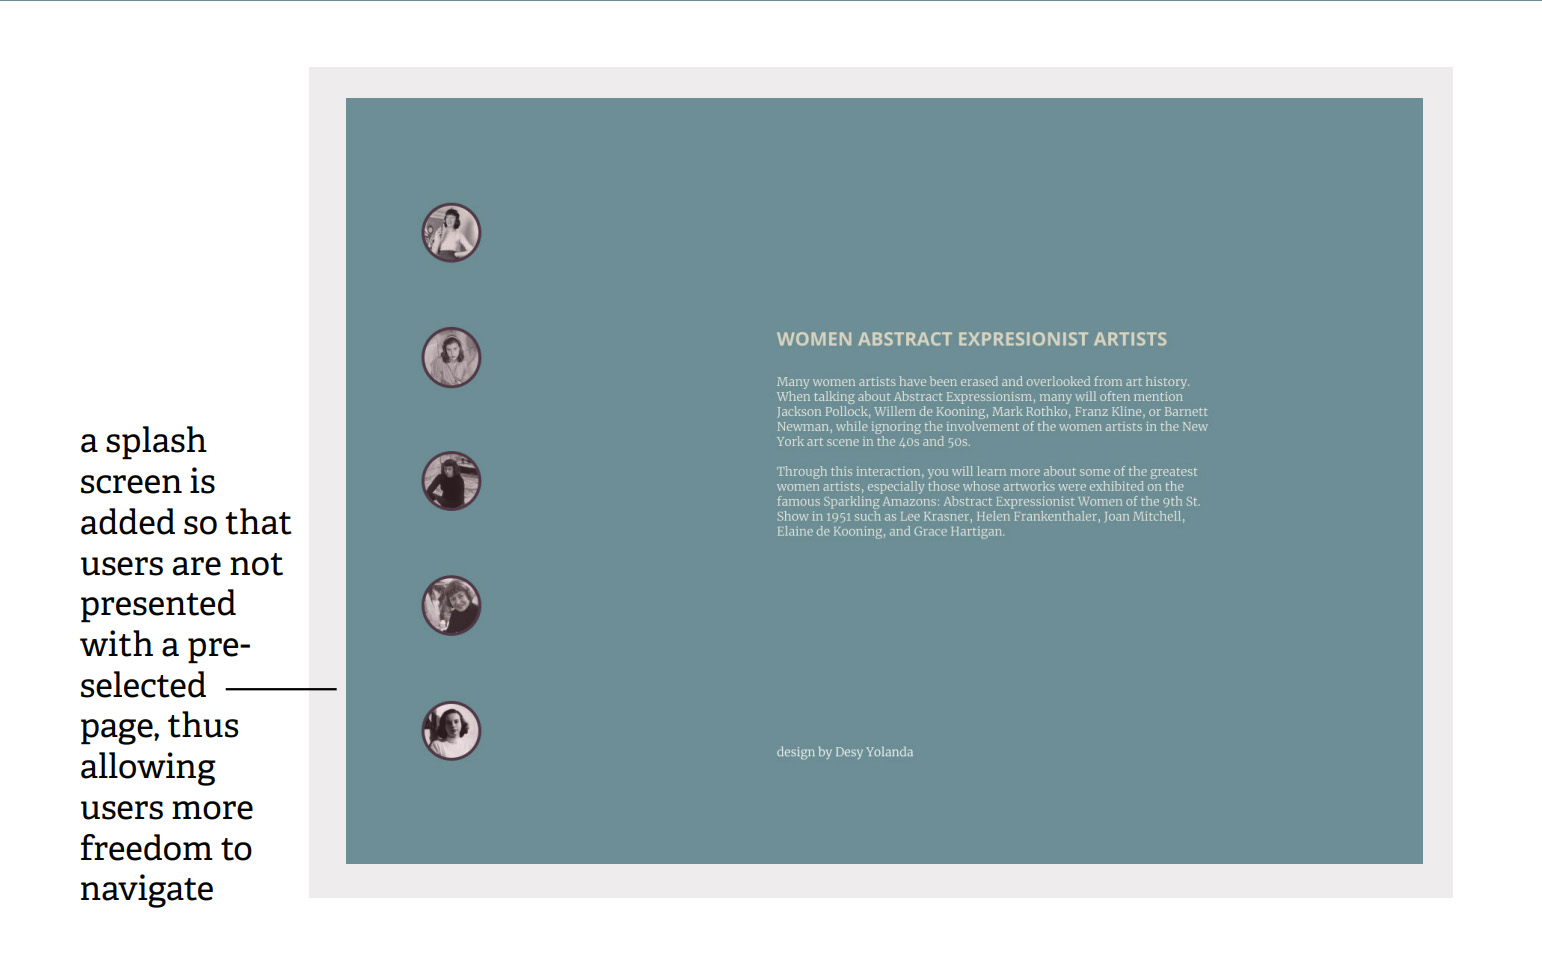 a splash
screen is
added so that
users are not
presented
with a pre-
selected
page, thus
allowing
users more
freedom to
navigate
WOMEN ABSTRACT EXPRESIONIST ARTISTS
Many women artists have been erased and overlooked from art history.
When talking about Abstract Expressionism, many will often mention
Jackson Pollock, Willem de Kooning, Mark Rothko, Franz Kline, or Barnett
Newman, while ignoring the involvement of the women artists in the New
York art scene in the 40s and 50s.
Through this interaction, you will learn more about some of the greatest
women artists, especially those whose artworks were exhibited on the
famous Sparkling Amazons: Abstract Expressionist Women of the 9th St.
Show in 1951 such as Lee Krasner, Helen Frankenthaler, Joan Mitchell,
Elaine de Kooning, and Grace Hartigan.
design by Desy Yolanda